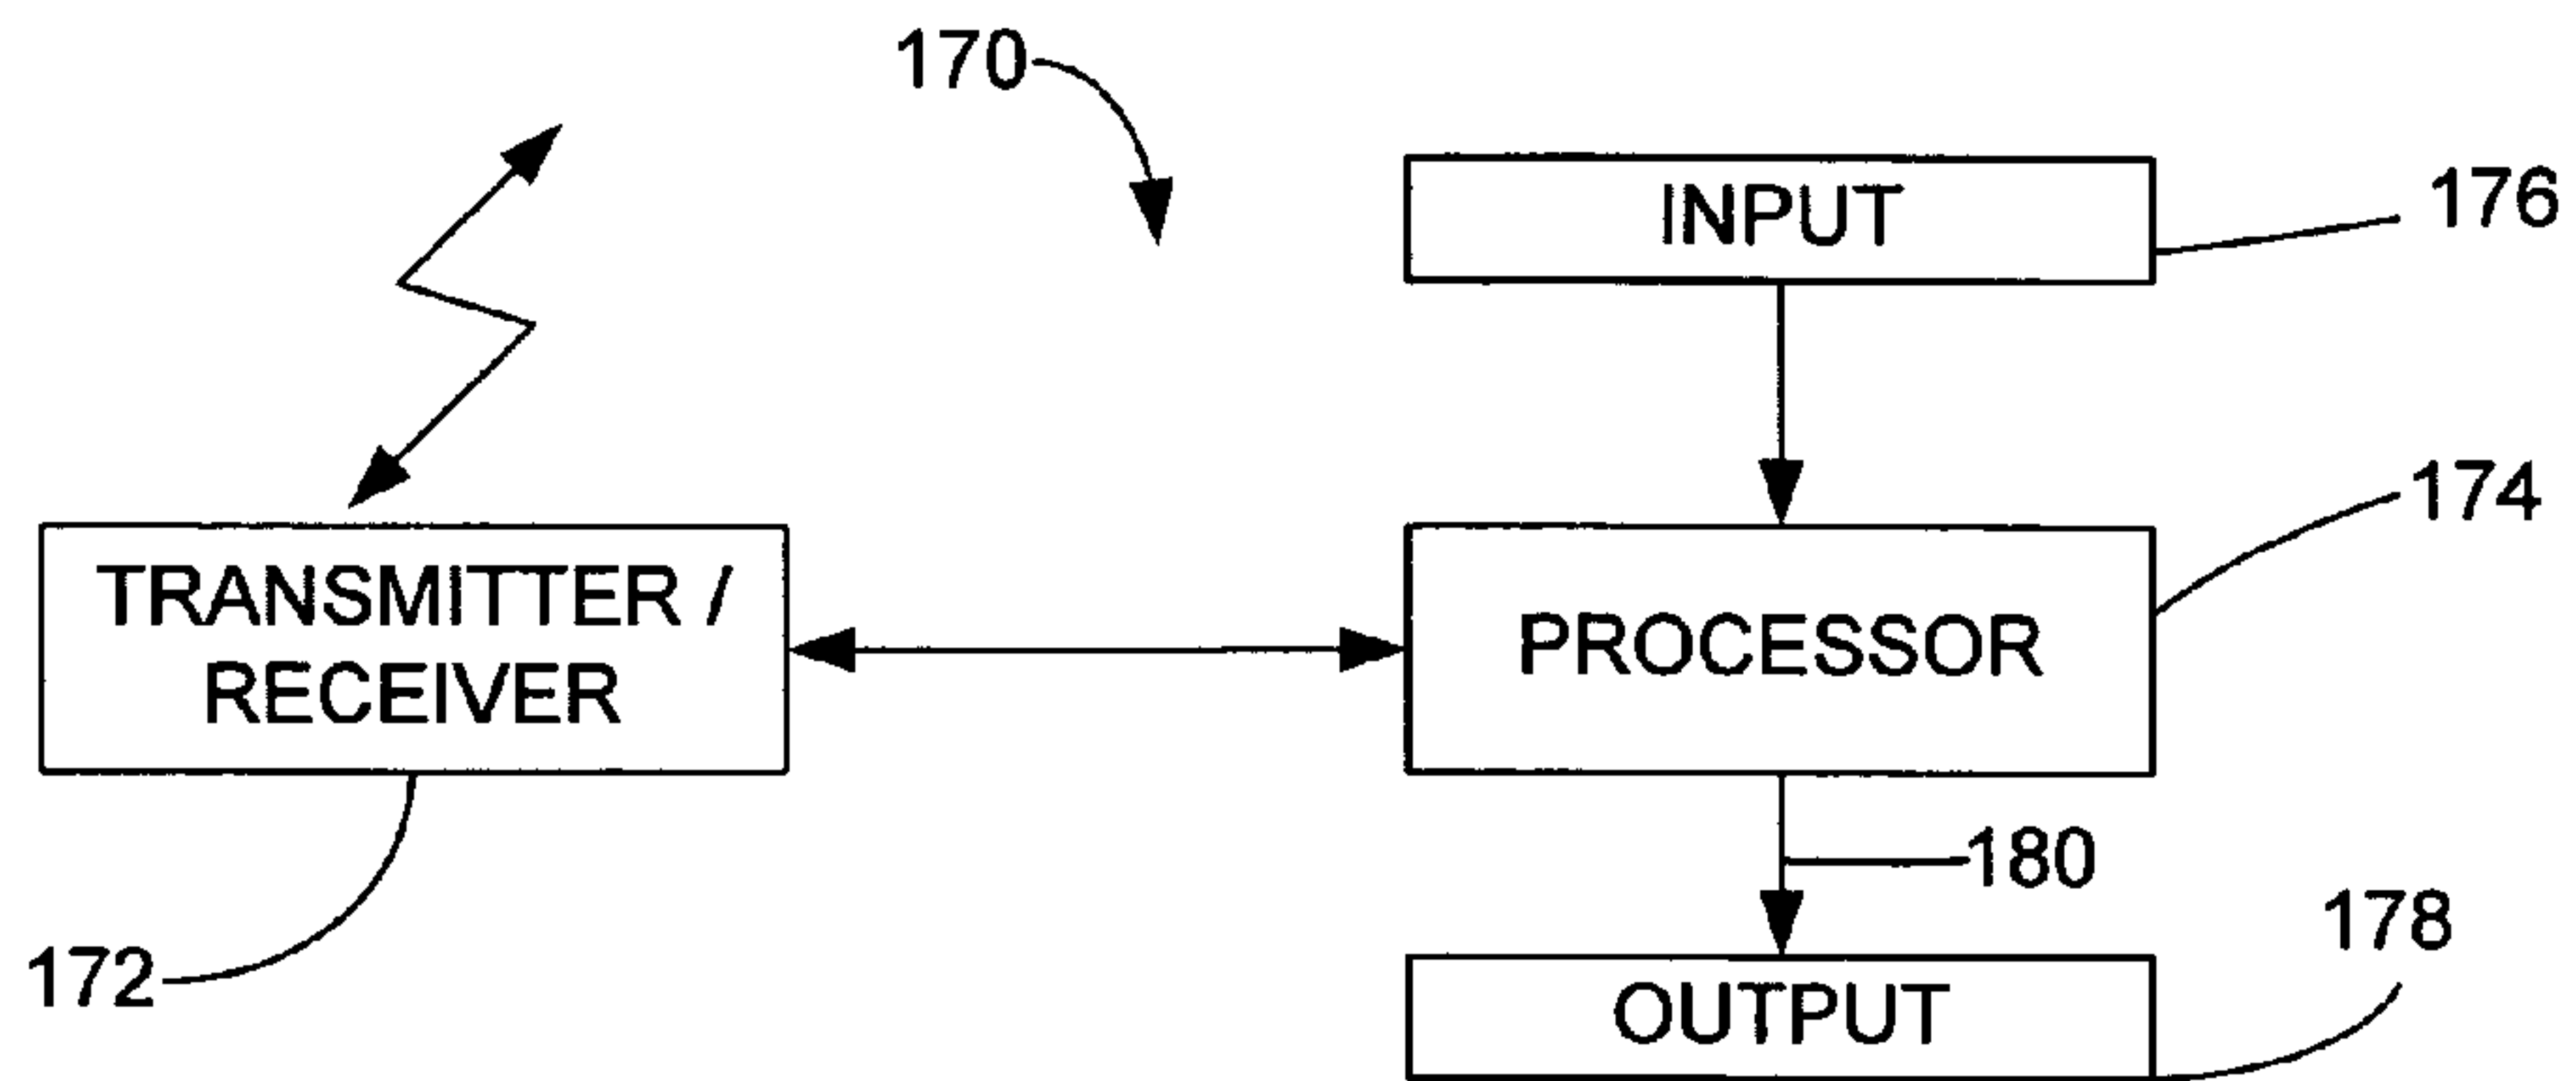 170
INPUT
176
174
TRANSMITTER /
RECEIVER
PROCESSOR
180
178
172
OUTPUT